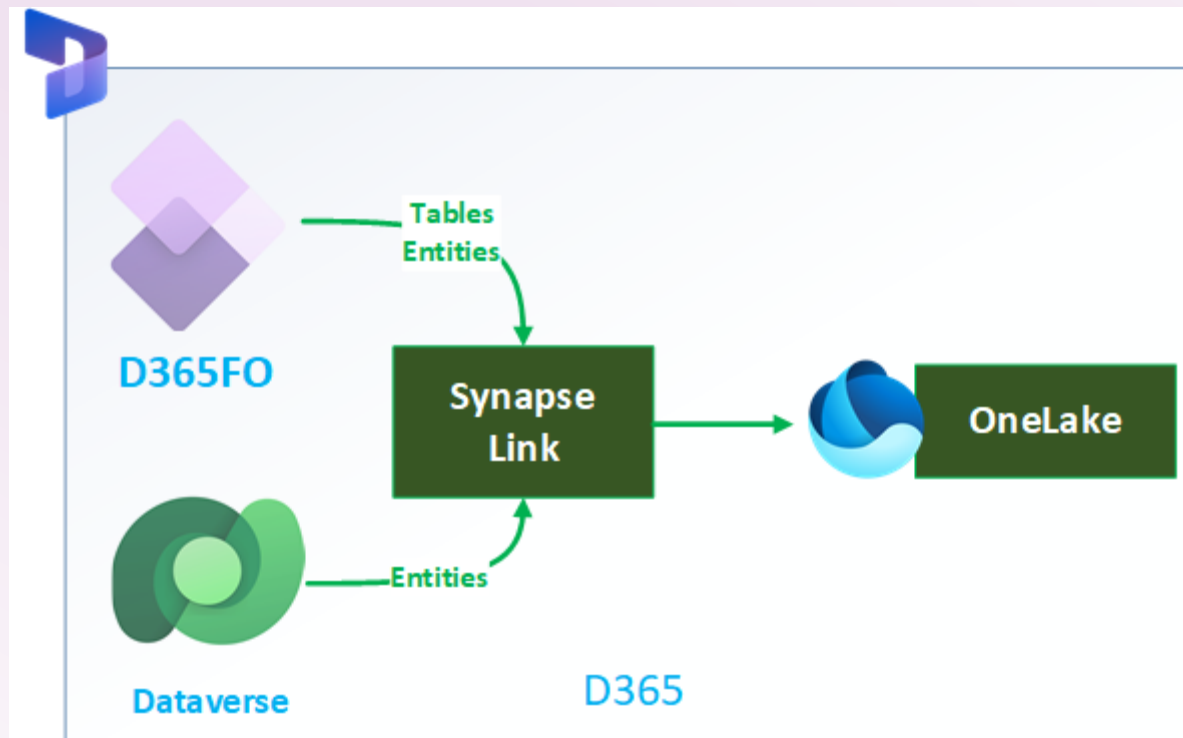 Tables
Entities
D365FO
Synapse
Link
OneLake
Entities
Dataverse
D365